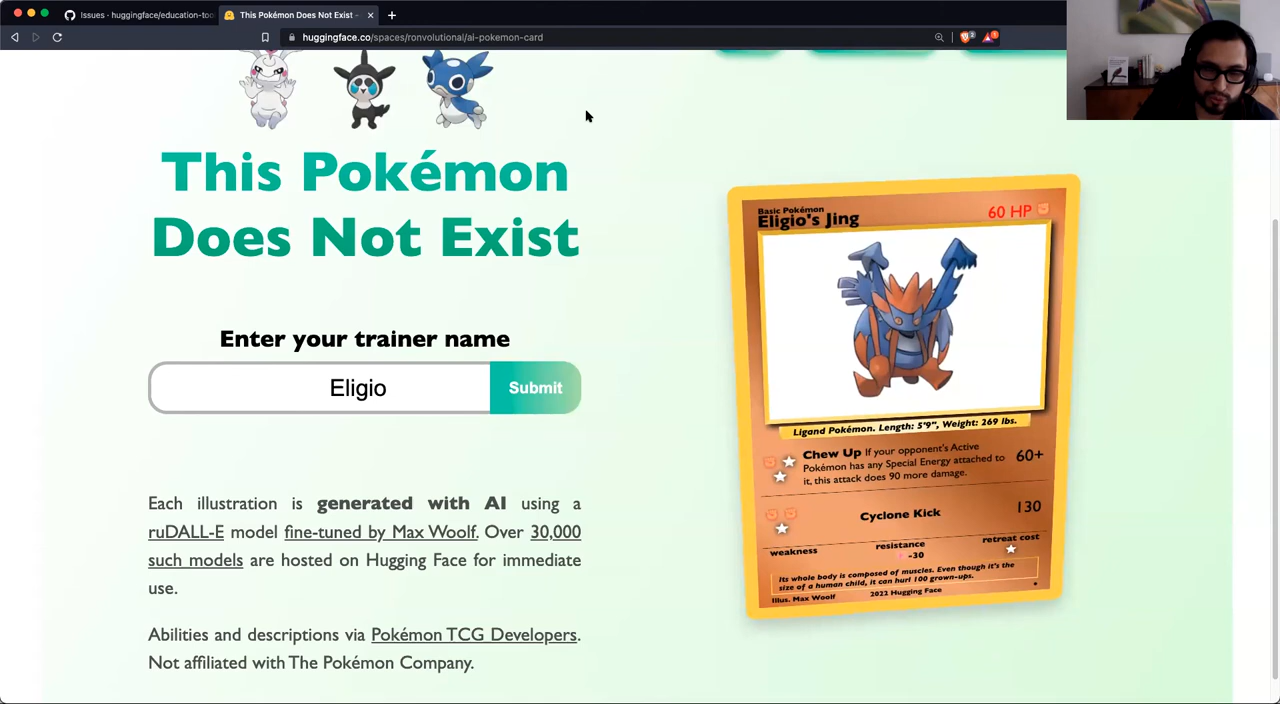 Issues · huggingface/education-too
This Pokémon Does Not Exist -
huggingface.co/spaces/ronvolutional/ai-pokemon-card
This Pokémon
Does Not Exist
Enter your trainer name
Eligio
Submit
Each illustration is generated with AI using a
ruDALL-E model fine-tuned by Max Woolf. Over 30,000
such models are hosted on Hugging Face for immediate
use.
Abilities and descriptions via Pokémon TCG Developers.
Not affiliated with The Pokémon Company.
Basic Pokémon
Eligio's Jing
60 HP
Ligand Pokémon. Length: 5'9", Weight: 269 lbs.
Chew Up If your opponent's Active
Pokémon has any Special Energy attached to
it, this attack does 90 more damage.
60+
Cyclone Kick
130
weakness
resistance
-30
retreat cost
Its whole body is composed of muscles. Even though it's the
size of a human child, it can hurl 100 grown-ups.
Illus. Max Woolf
2022 Hugging Face